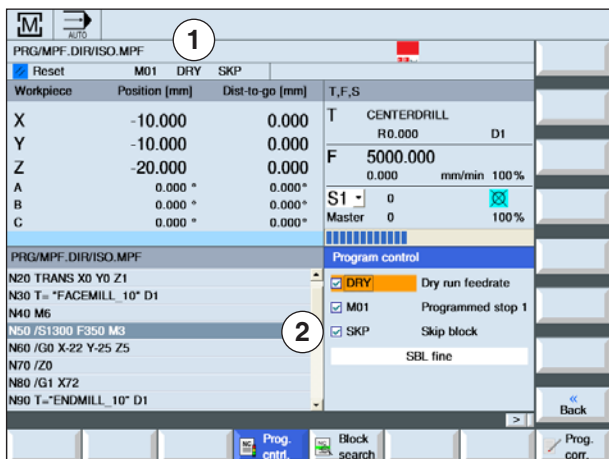 M
AUTO
1
PRG/MPF.DIR/ISO.MPF
Reset M01 DRY SKP
Workpiece Position [mm] Dist-to-go [mm]
X -10.000 0.000
Y -10.000 0.000
Z -20.000 0.000
A 0.000 ° 0.000°
B 0.000 ° 0.000°
C 0.000 ° 0.000°
T,F,S
T CENTERDRILL
R0.000 D1
F 5000.000
0.000 mm/min 100%
S1 0
Master 0 100%
PRG/MPF.DIR/ISO.MPF
N20 TRANS X0 Y0 Z1
N30 T= "FACEMILL_10" D1
N40 M6
N50 /S1300 F350 M3
N60 /G0 X-22 Y-25 Z5
N70 /Z0
N80 /G1 X72
N90 T="ENDMILL_10" D1
2
Program control
DRY Dry run feedrate
M01 Programmed stop 1
SKP Skip block
SBL fine
>
«
Back
NC Prog. cntrl.
NC Block search
Prog. corr.